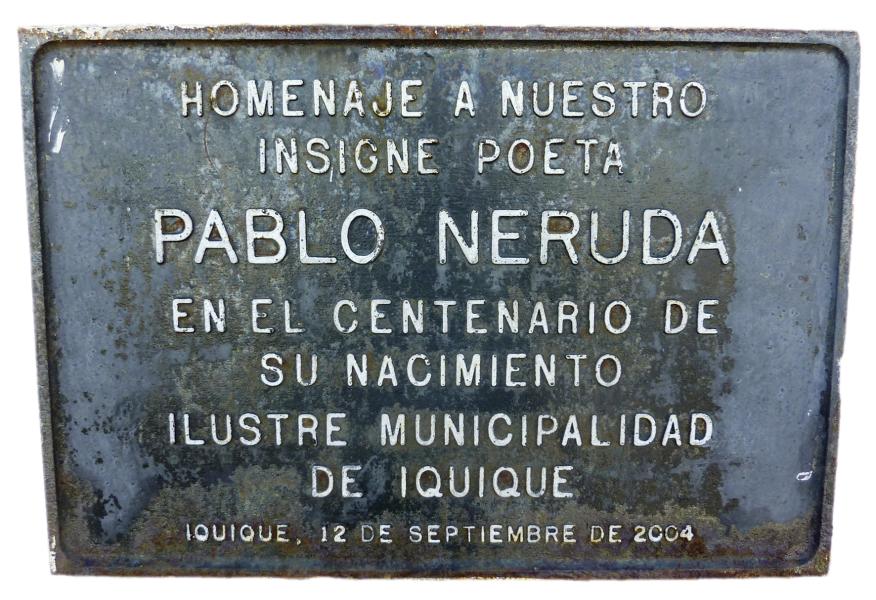 HOMENAJE A NUESTRO
INSIGNE POETA
PABLO NERUDA
EN EL CENTENARIO DE
SU NACIMIENTO
ILUSTRE MUNICIPALIDAD
DE IQUIQUE
IQUIQUE, 12 DE SEPTIEMBRE DE 2004